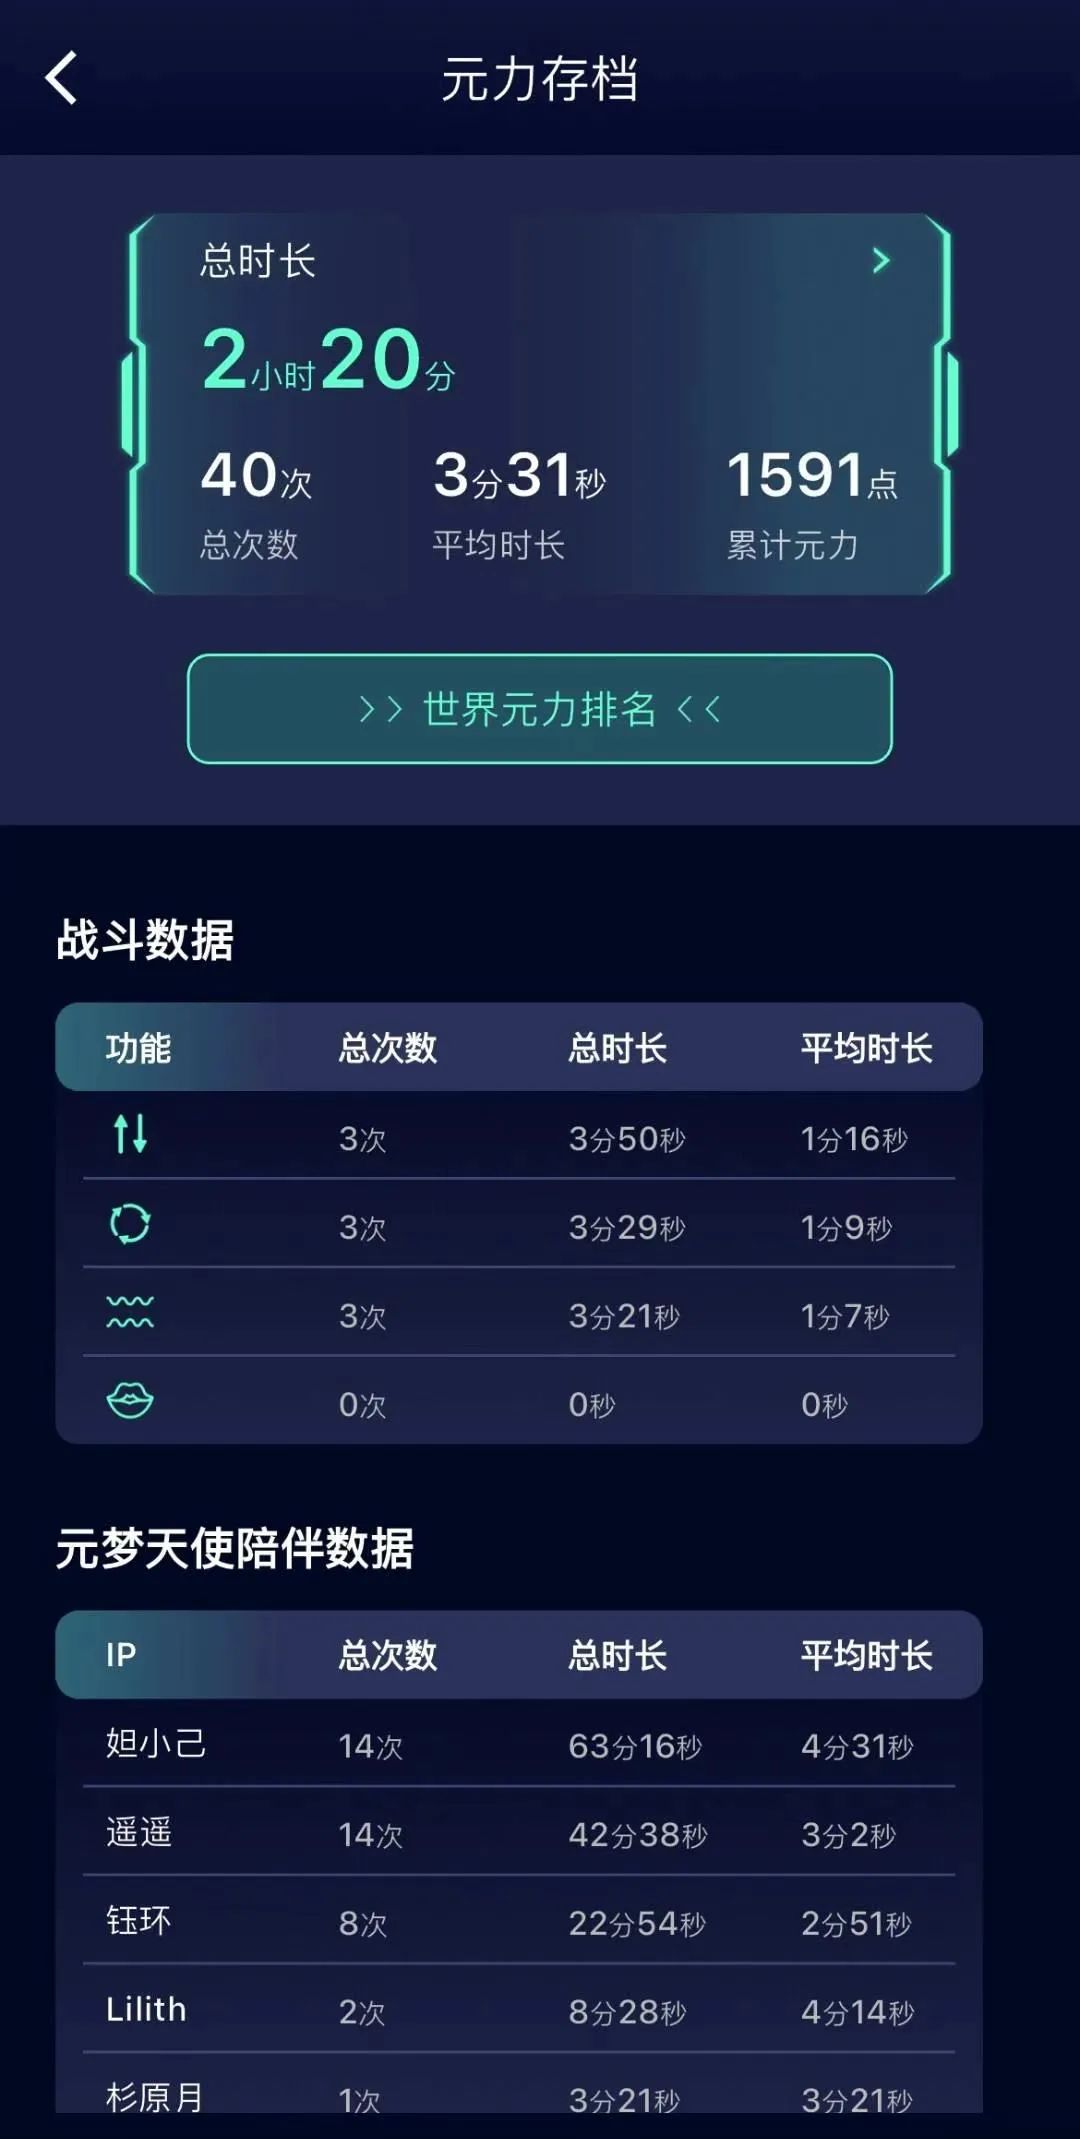 元力存档
总时长
2小时20分
40次 3分31秒 1591点
总次数 平均时长 累计元力
世界元力排名
战斗数据
功能 总次数 总时长 平均时长
3次 3分50秒 1分16秒
3次 3分29秒 1分9秒
3次 3分21秒 1分7秒
0次 0秒 0秒
元梦天使陪伴数据
IP 总次数 总时长 平均时长
妲小己 14次 63分16秒 4分31秒
遥遥 14次 42分38秒 3分2秒
钰环 8次 22分54秒 2分51秒
Lilith 2次 8分28秒 4分14秒
杉原月 1次 3分21秒 3分21秒